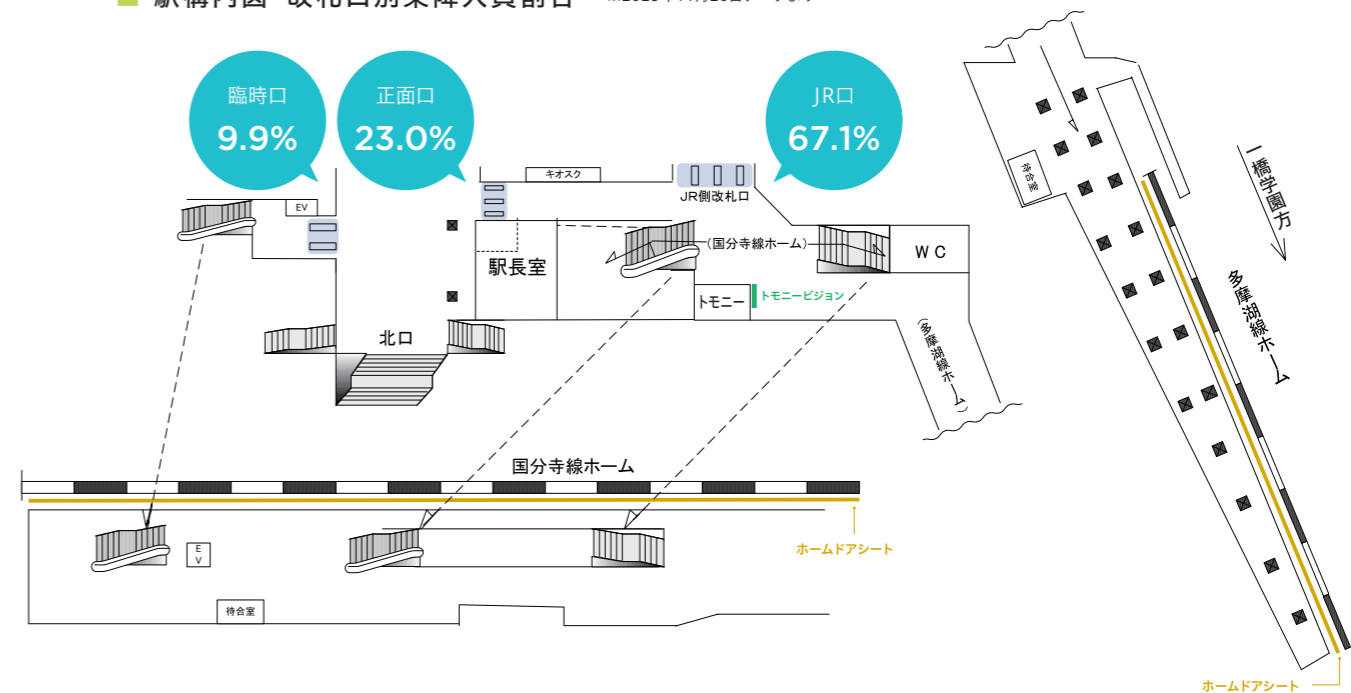 駅構内図 改札口別乗降人員割合
臨時口
9.9%
正面口
23.0%
JR口
67.1%
キオスク
JR側改札口
EV
駅長室
(国分寺線ホーム)
WC
トモニー
トモニービジョン
北口
(多摩湖線ホーム)
国分寺線ホーム
ホームドアシート
EV
待合室
待合室
一橋学園方
多摩湖線ホーム
ホームドアシート